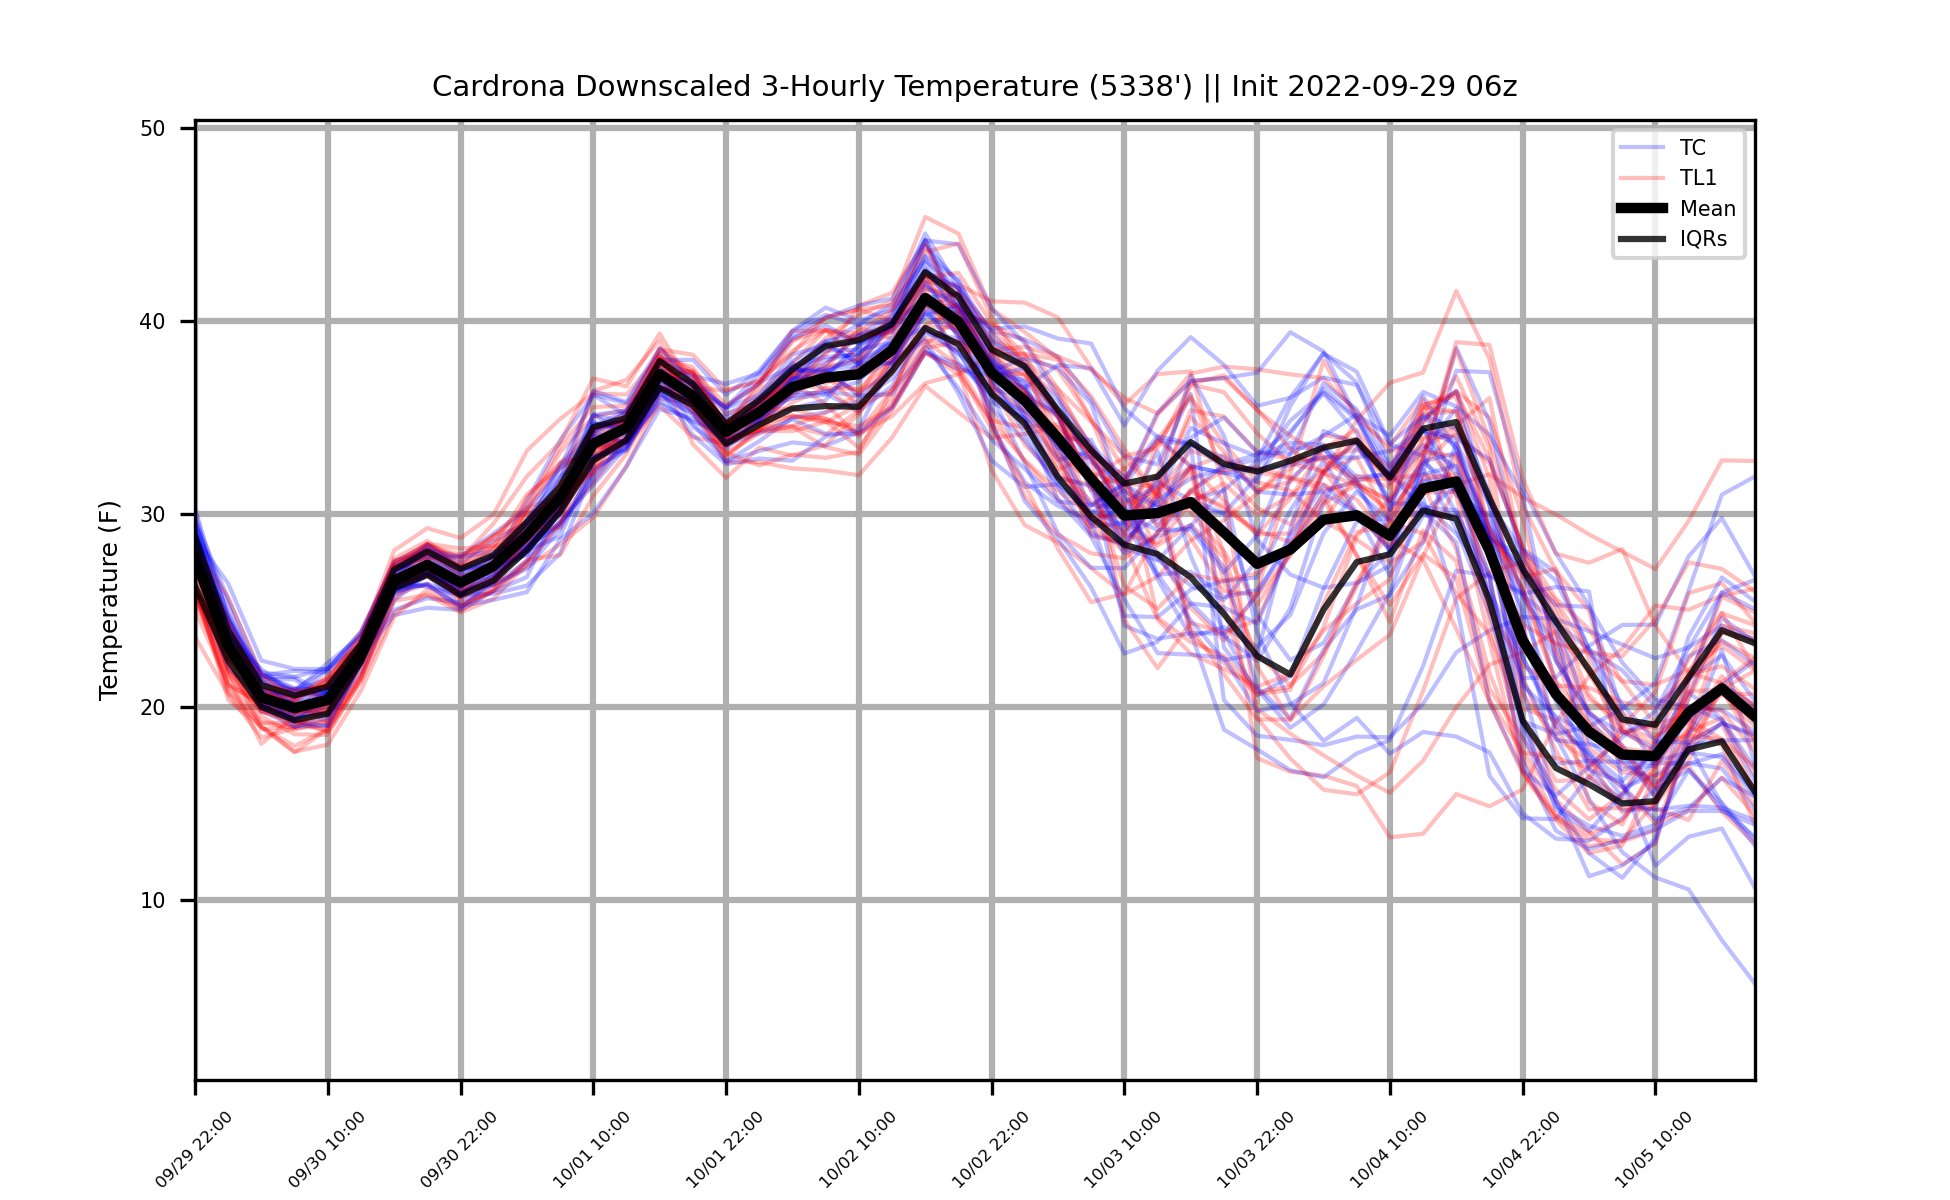 Cardrona Downscaled 3-Hourly Temperature (5338') || Init 2022-09-29 06z
TC
TL1
Mean
IQRs
Temperature (F)
50
40
30
20
10
09/29 22:00
09/30 10:00
09/30 22:00
10/01 10:00
10/01 22:00
10/02 10:00
10/02 22:00
10/03 10:00
10/03 22:00
10/04 10:00
10/04 22:00
10/05 10:00